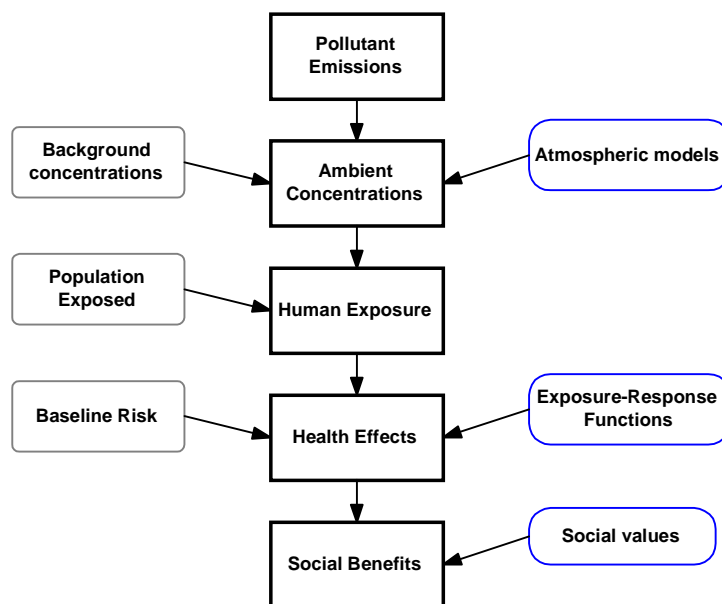 Pollutant
Emissions
Background
concentrations
Ambient
Concentrations
Atmospheric models
Population
Exposed
Human Exposure
Baseline Risk
Health Effects
Exposure-Response
Functions
Social Benefits
Social values